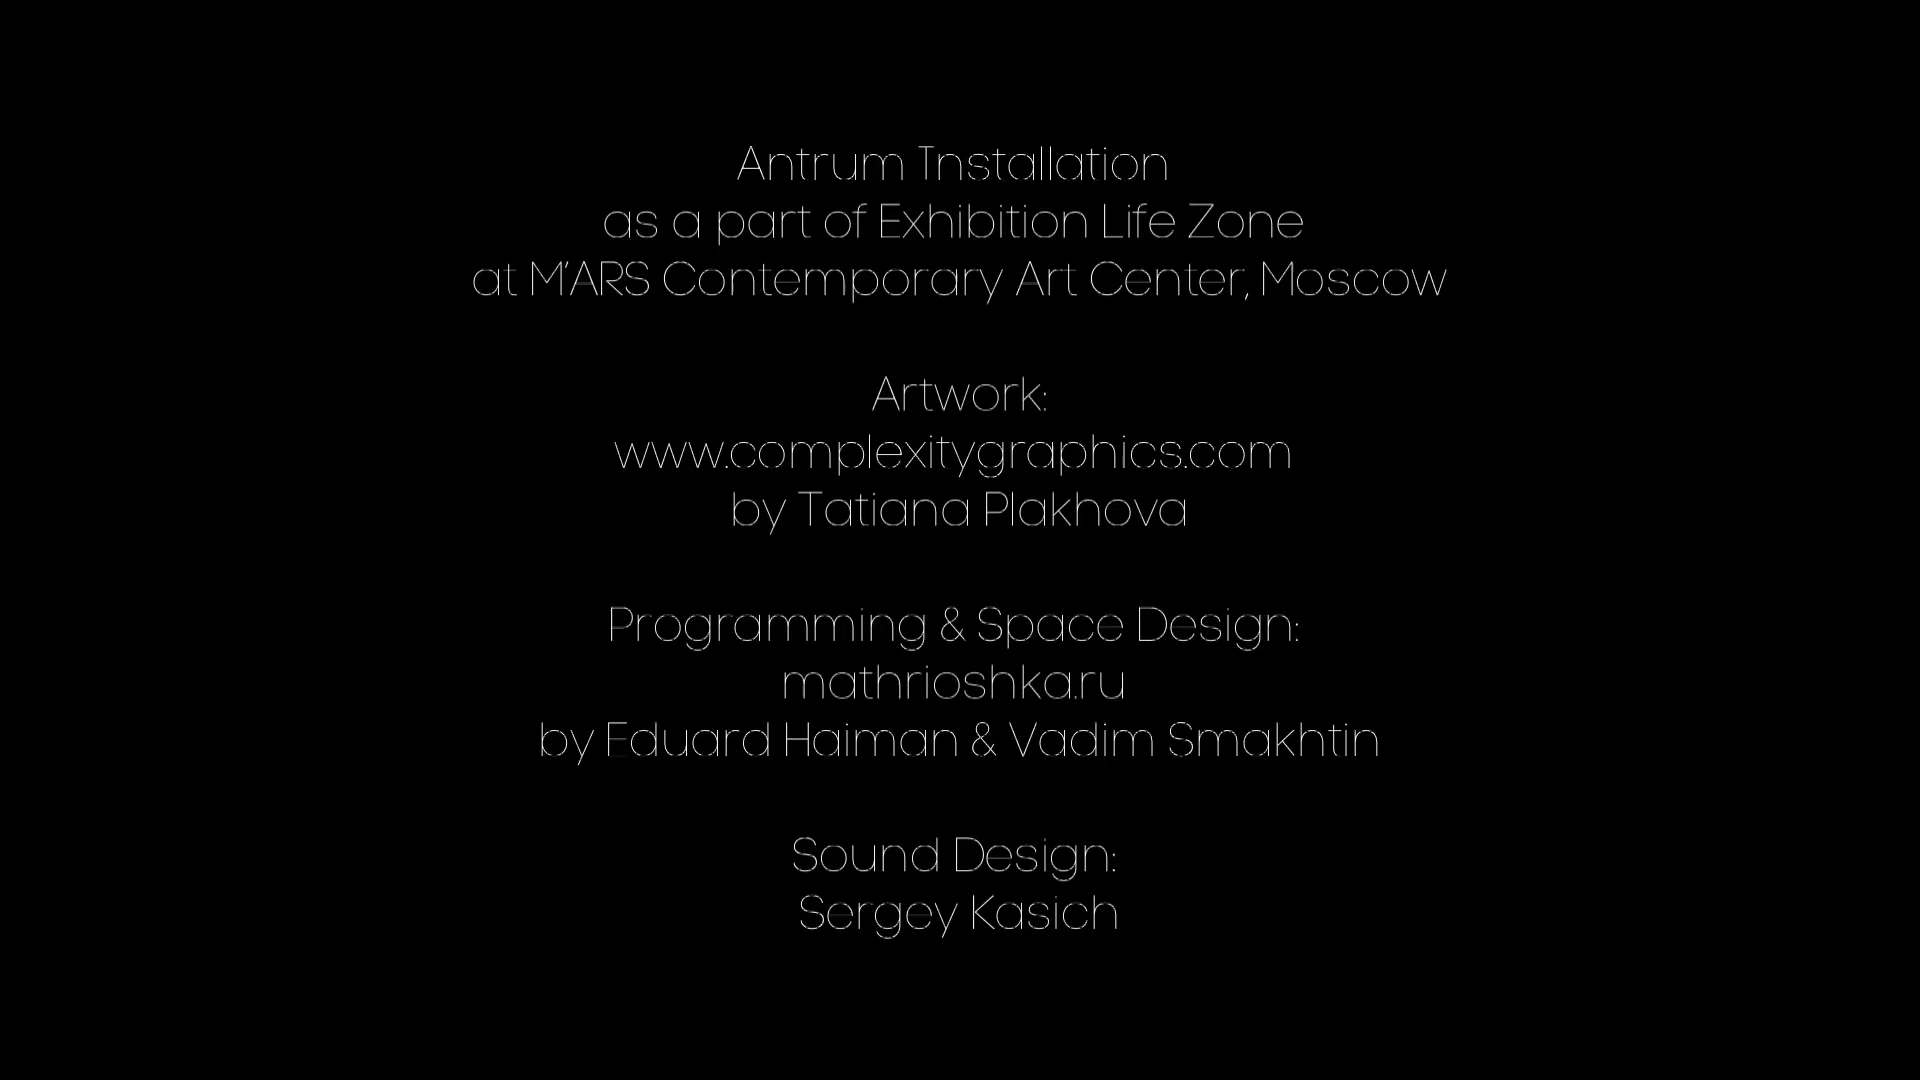 Antrum Installation
as a part of Exhibition Life Zone
at M'ARS Contemporary Art Center, Moscow
Artwork:
www.complexitygraphics.com
by Tatiana Plakhova
Programming & Space Design:
mathrioshka.ru
by Eduard Haiman & Vadim Smakhtin
Sound Design:
Sergey Kasich